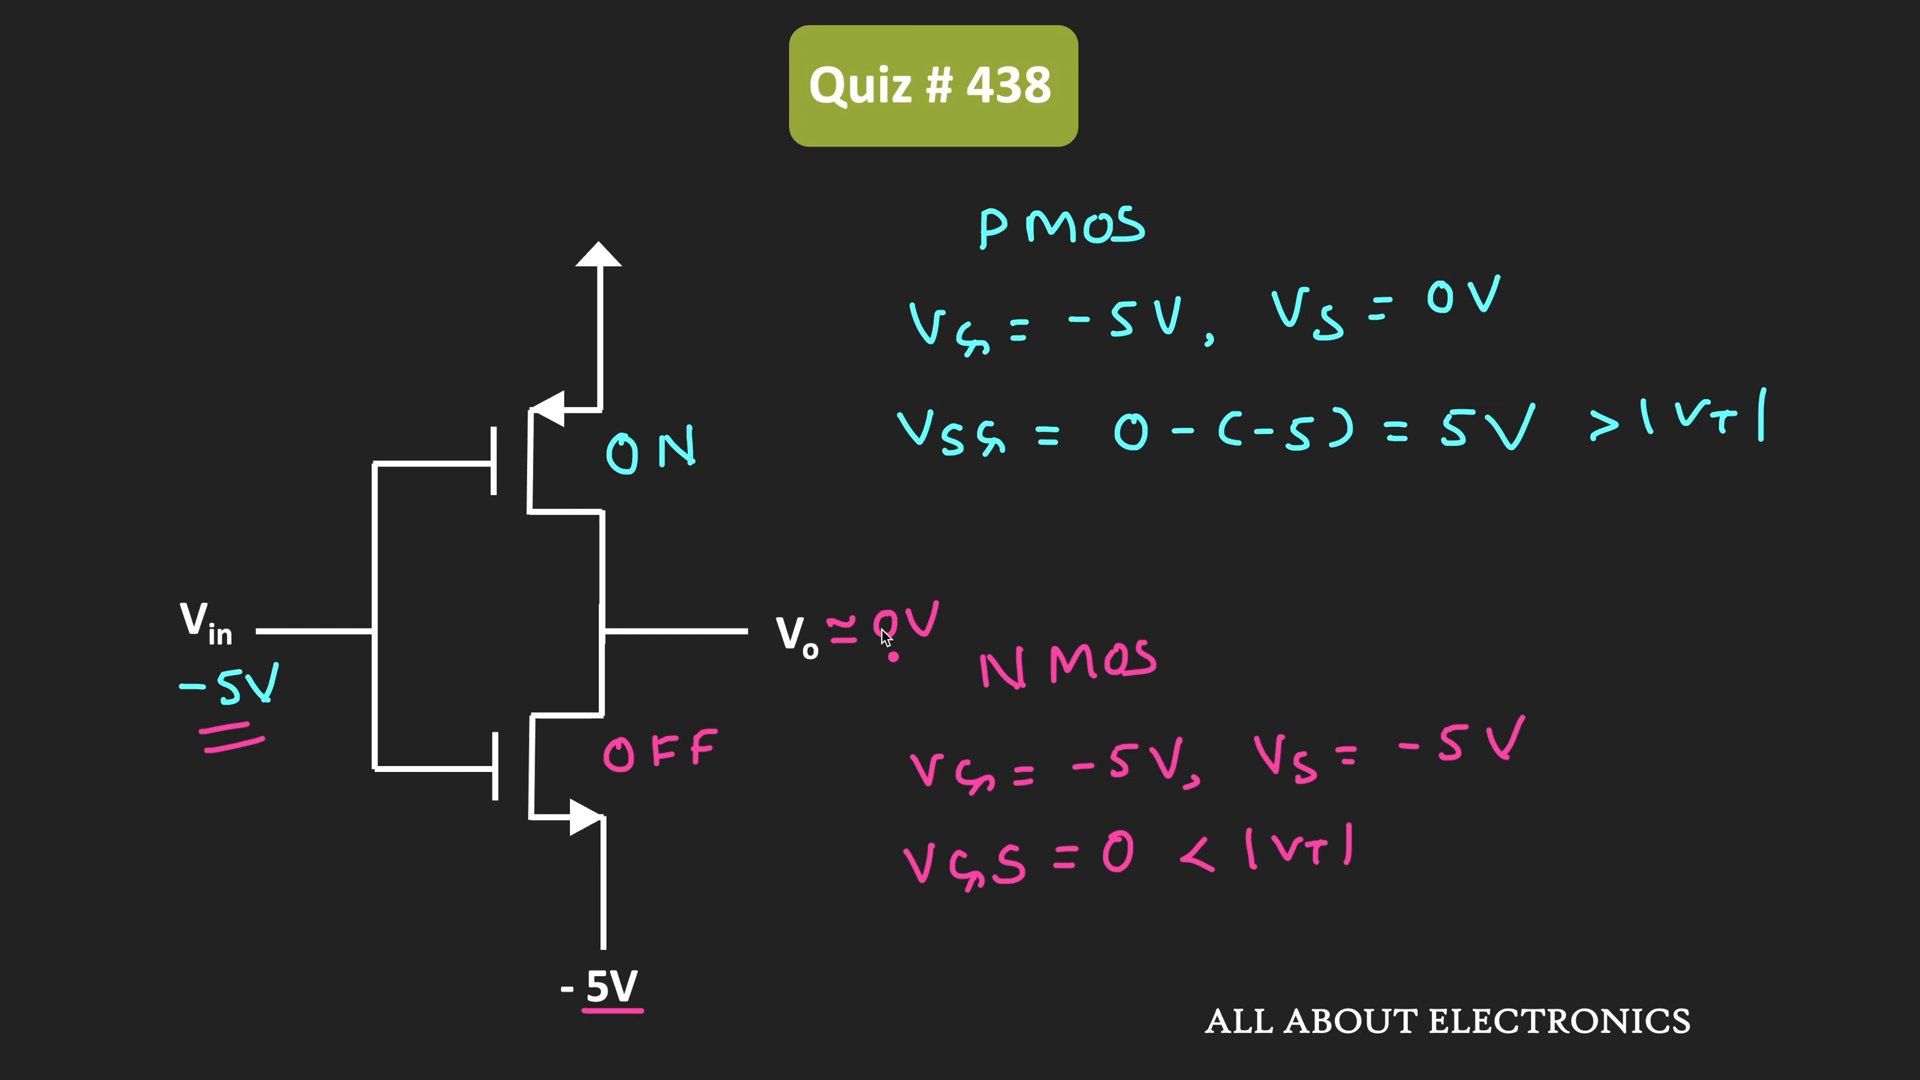 Quiz # 438
PMOS
VG = -5V, VS = 0V
VSG = 0 - (-5) = 5V > |VT|
ON
Vin
-5V
Vo ≈ 0V
NMOS
OFF
VG = -5V, VS = -5V
VGS = 0 < |VT|
- 5V
ALL ABOUT ELECTRONICS